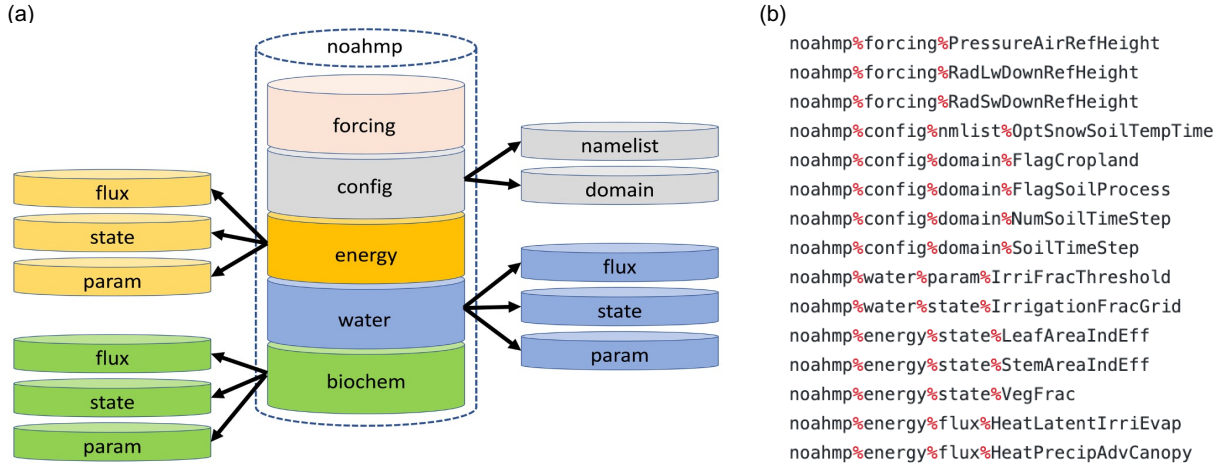 (a)
noahmp
forcing
config
energy
water
biochem
namelist
domain
flux
state
param
flux
state
param
flux
state
param
(b)
noahmp%forcing%PressureAirRefHeight
noahmp%forcing%RadLwDownRefHeight
noahmp%forcing%RadSwDownRefHeight
noahmp%config%nmlist%OptSnowSoilTempTime
noahmp%config%domain%FlagCropland
noahmp%config%domain%FlagSoilProcess
noahmp%config%domain%NumSoilTimeStep
noahmp%config%domain%SoilTimeStep
noahmp%water%param%IrriFracThreshold
noahmp%water%state%IrrigationFracGrid
noahmp%energy%state%LeafAreaIndEff
noahmp%energy%state%StemAreaIndEff
noahmp%energy%state%VegFrac
noahmp%energy%flux%HeatLatentIrriEvap
noahmp%energy%flux%HeatPrecipAdvCanopy